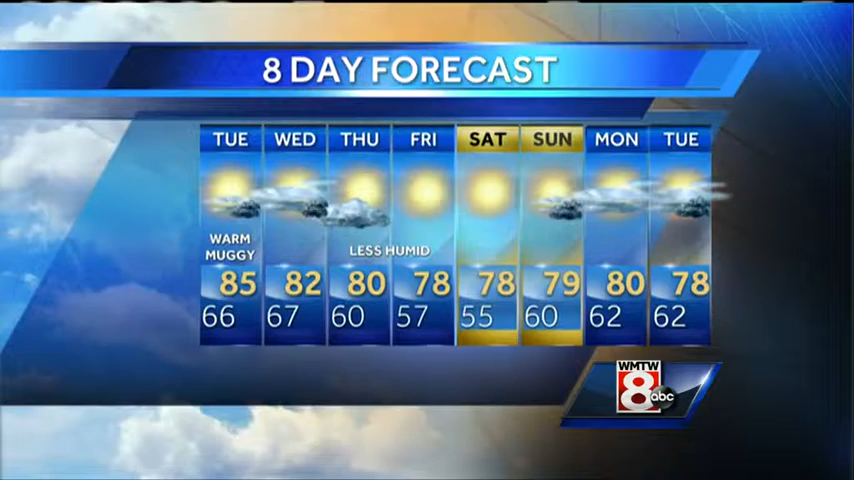 8 DAY FORECAST
TUE WED THU FRI SAT SUN MON TUE
WARM
MUGGY
LESS HUMID
85 82 80 78 78 79 80 78
66 67 60 57 55 60 62 62
WMTW
8
abc